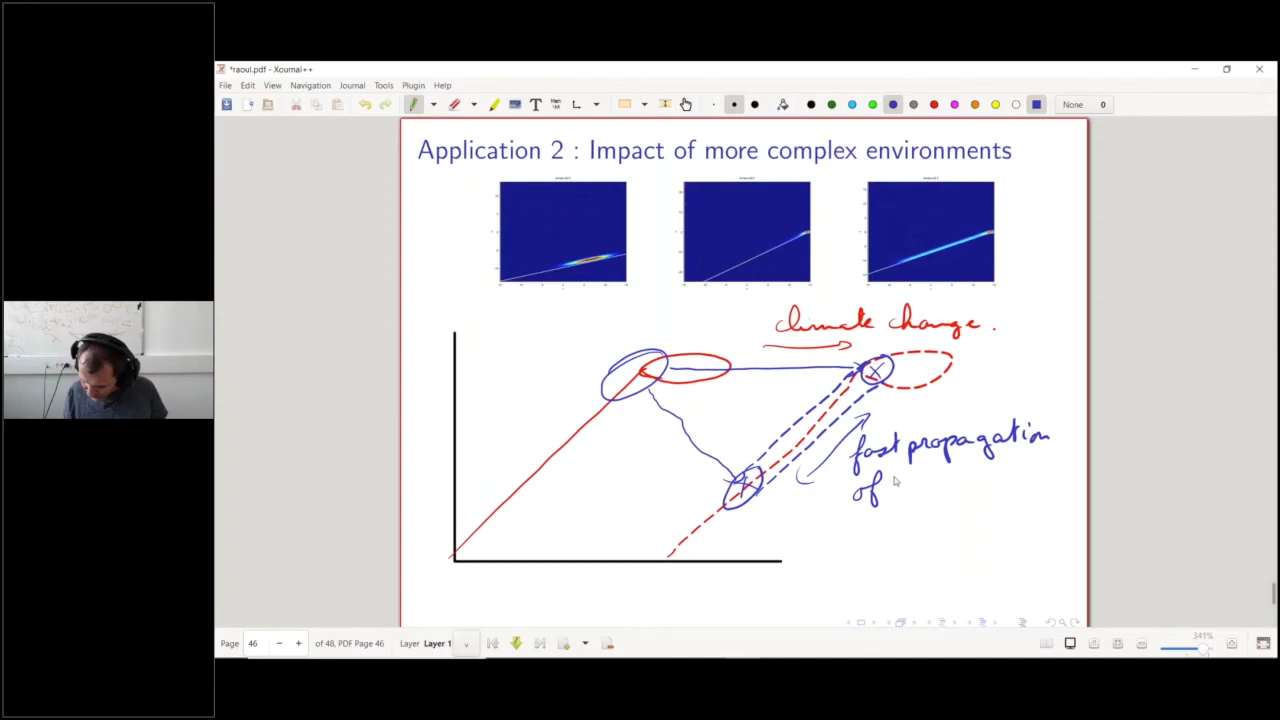 *raoul.pdf - Xournal++
File Edit View Navigation Journal Tools Plugin Help
None 0
Application 2 : Impact of more complex environments
climate change.
fast propagation
of
Page 46 of 48, PDF Page 46 Layer Layer 1
341%